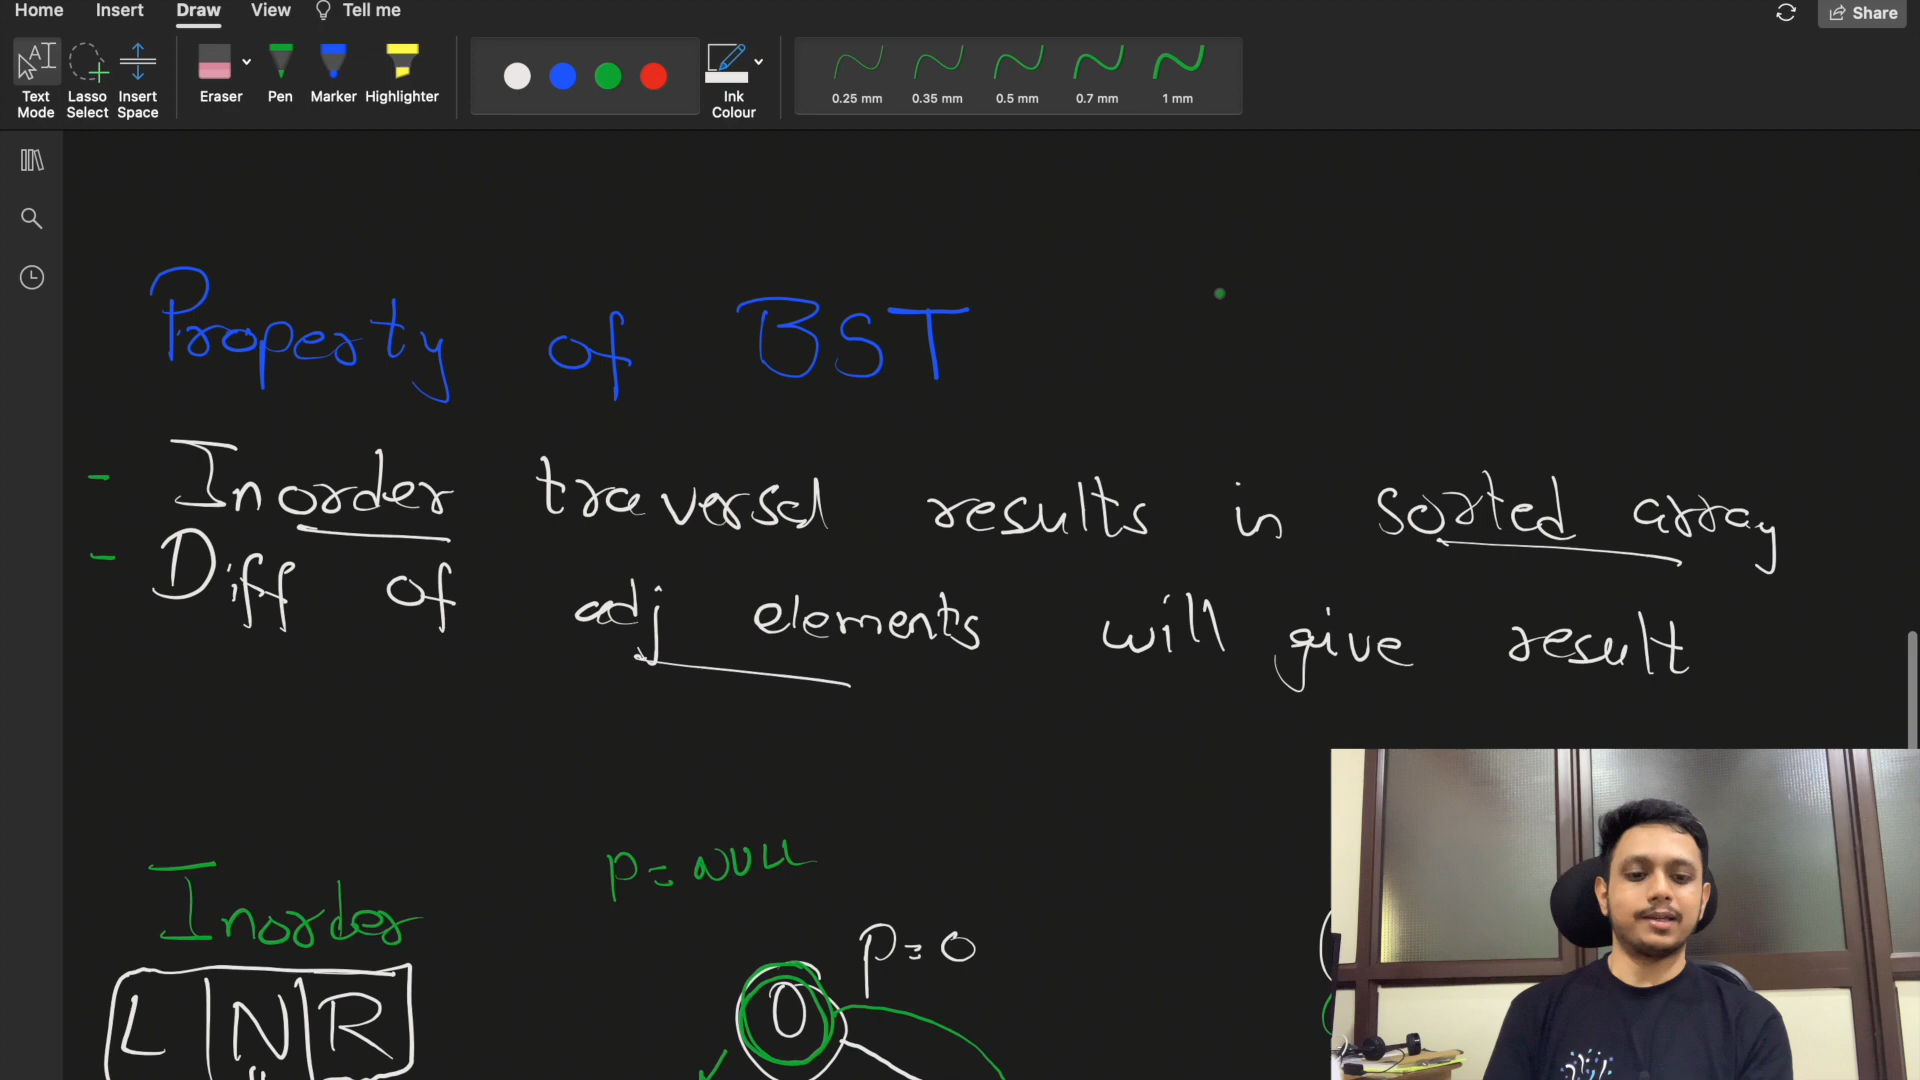 Home Insert Draw View Tell me Share
Text Mode
Lasso Select
Insert Space
Eraser
Pen
Marker
Highlighter
Ink Colour
0.25 mm
0.35 mm
0.5 mm
0.7 mm
1 mm
Property of BST
- Inorder traversal results in sorted array
- Diff of adj elements will give result
P = NULL
Inorder
P = 0
L N R
0